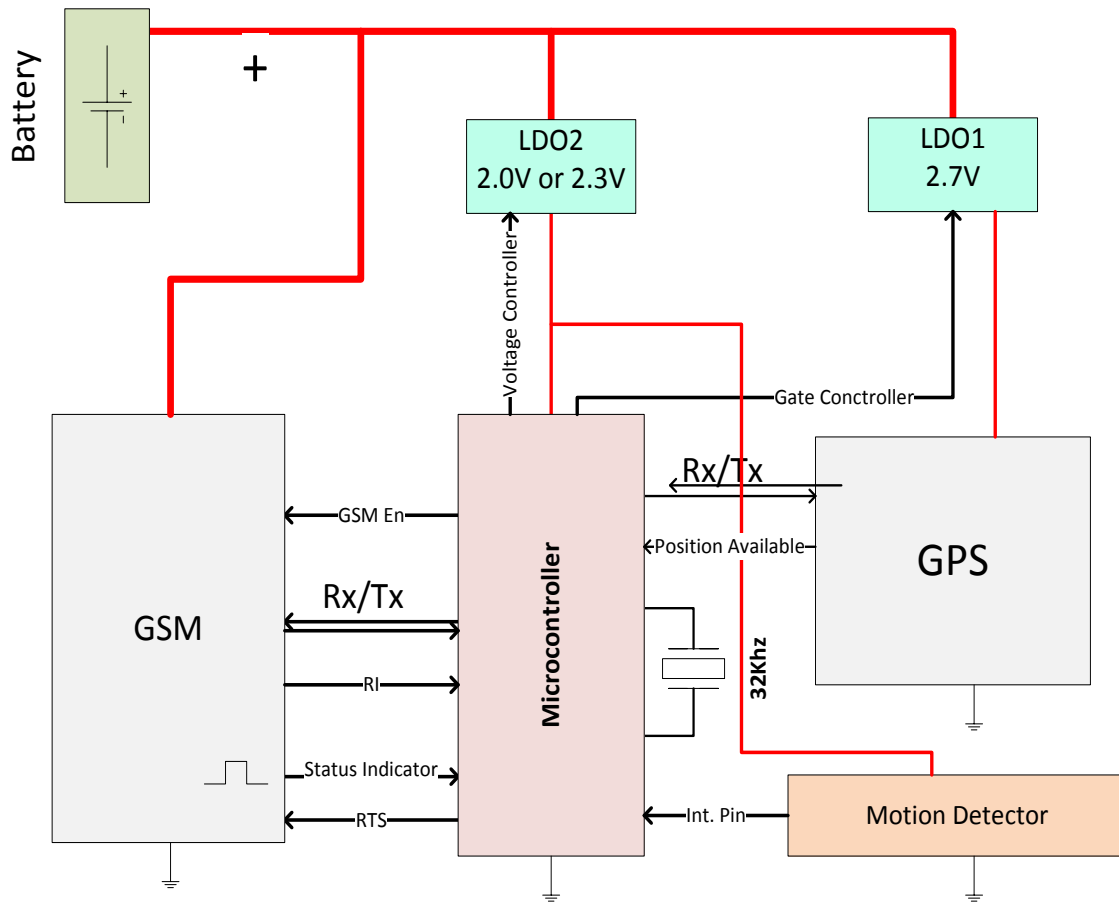 Battery
+
-
+
LDO2
2.0V or 2.3V
LDO1
2.7V
Voltage Controller
Gate Conctroller
Rx/Tx
GSM En
Position Available
GPS
Rx/Tx
GSM
Microcontroller
32Khz
RI
Status Indicator
RTS
Int. Pin
Motion Detector